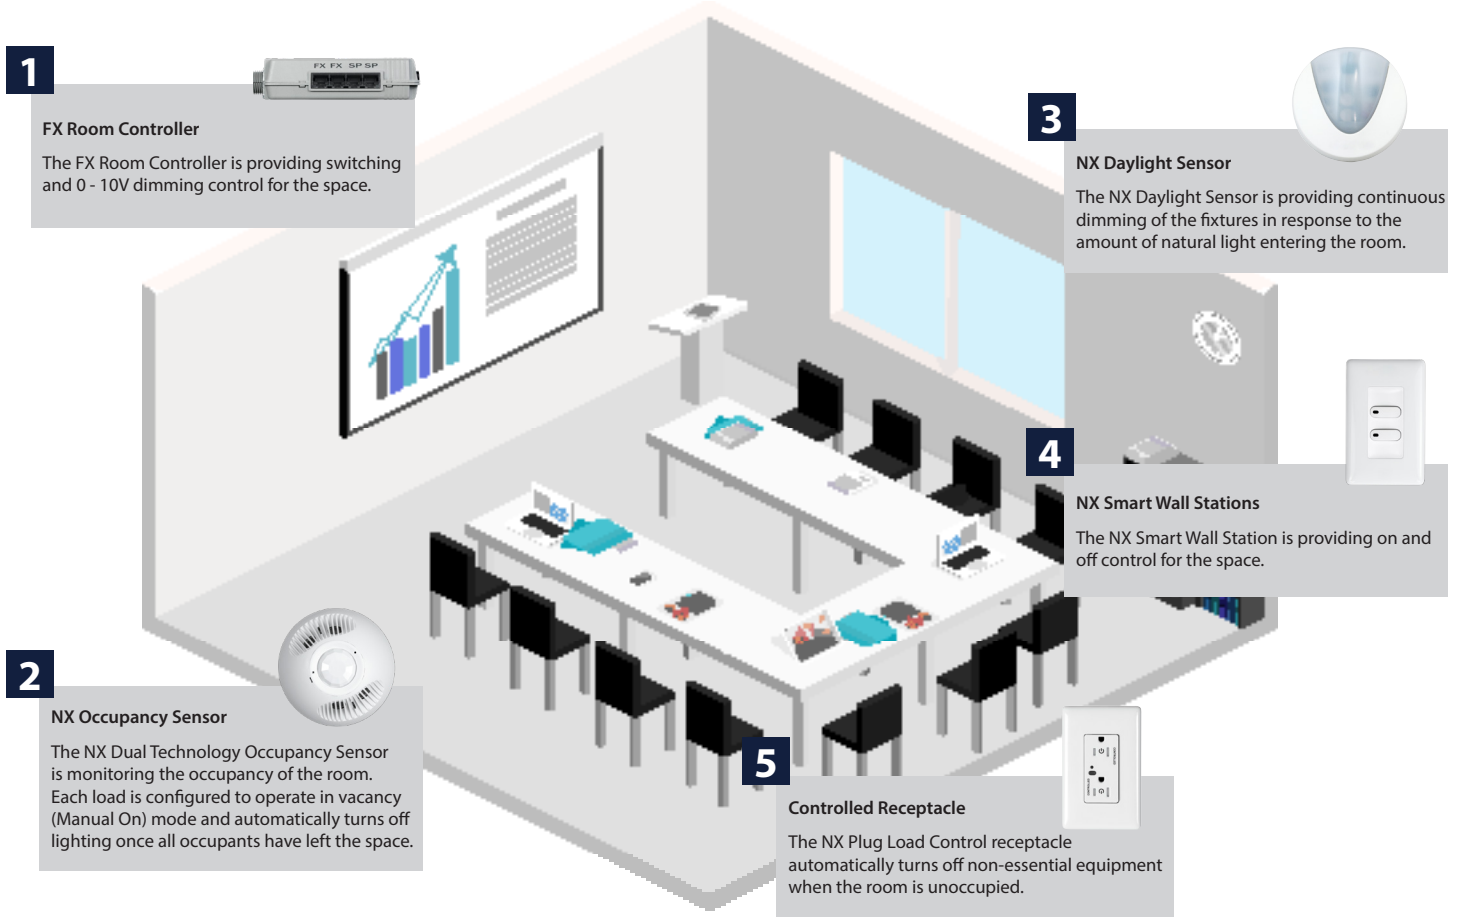 1
FX FX SP SP
FX Room Controller
The FX Room Controller is providing switching
and 0 - 10V dimming control for the space.
2
NX Occupancy Sensor
The NX Dual Technology Occupancy Sensor
is monitoring the occupancy of the room.
Each load is configured to operate in vacancy
(Manual On) mode and automatically turns off
lighting once all occupants have left the space.
3
NX Daylight Sensor
The NX Daylight Sensor is providing continuous
dimming of the fixtures in response to the
amount of natural light entering the room.
4
NX Smart Wall Stations
The NX Smart Wall Station is providing on and
off control for the space.
5
Controlled Receptacle
The NX Plug Load Control receptacle
automatically turns off non-essential equipment
when the room is unoccupied.